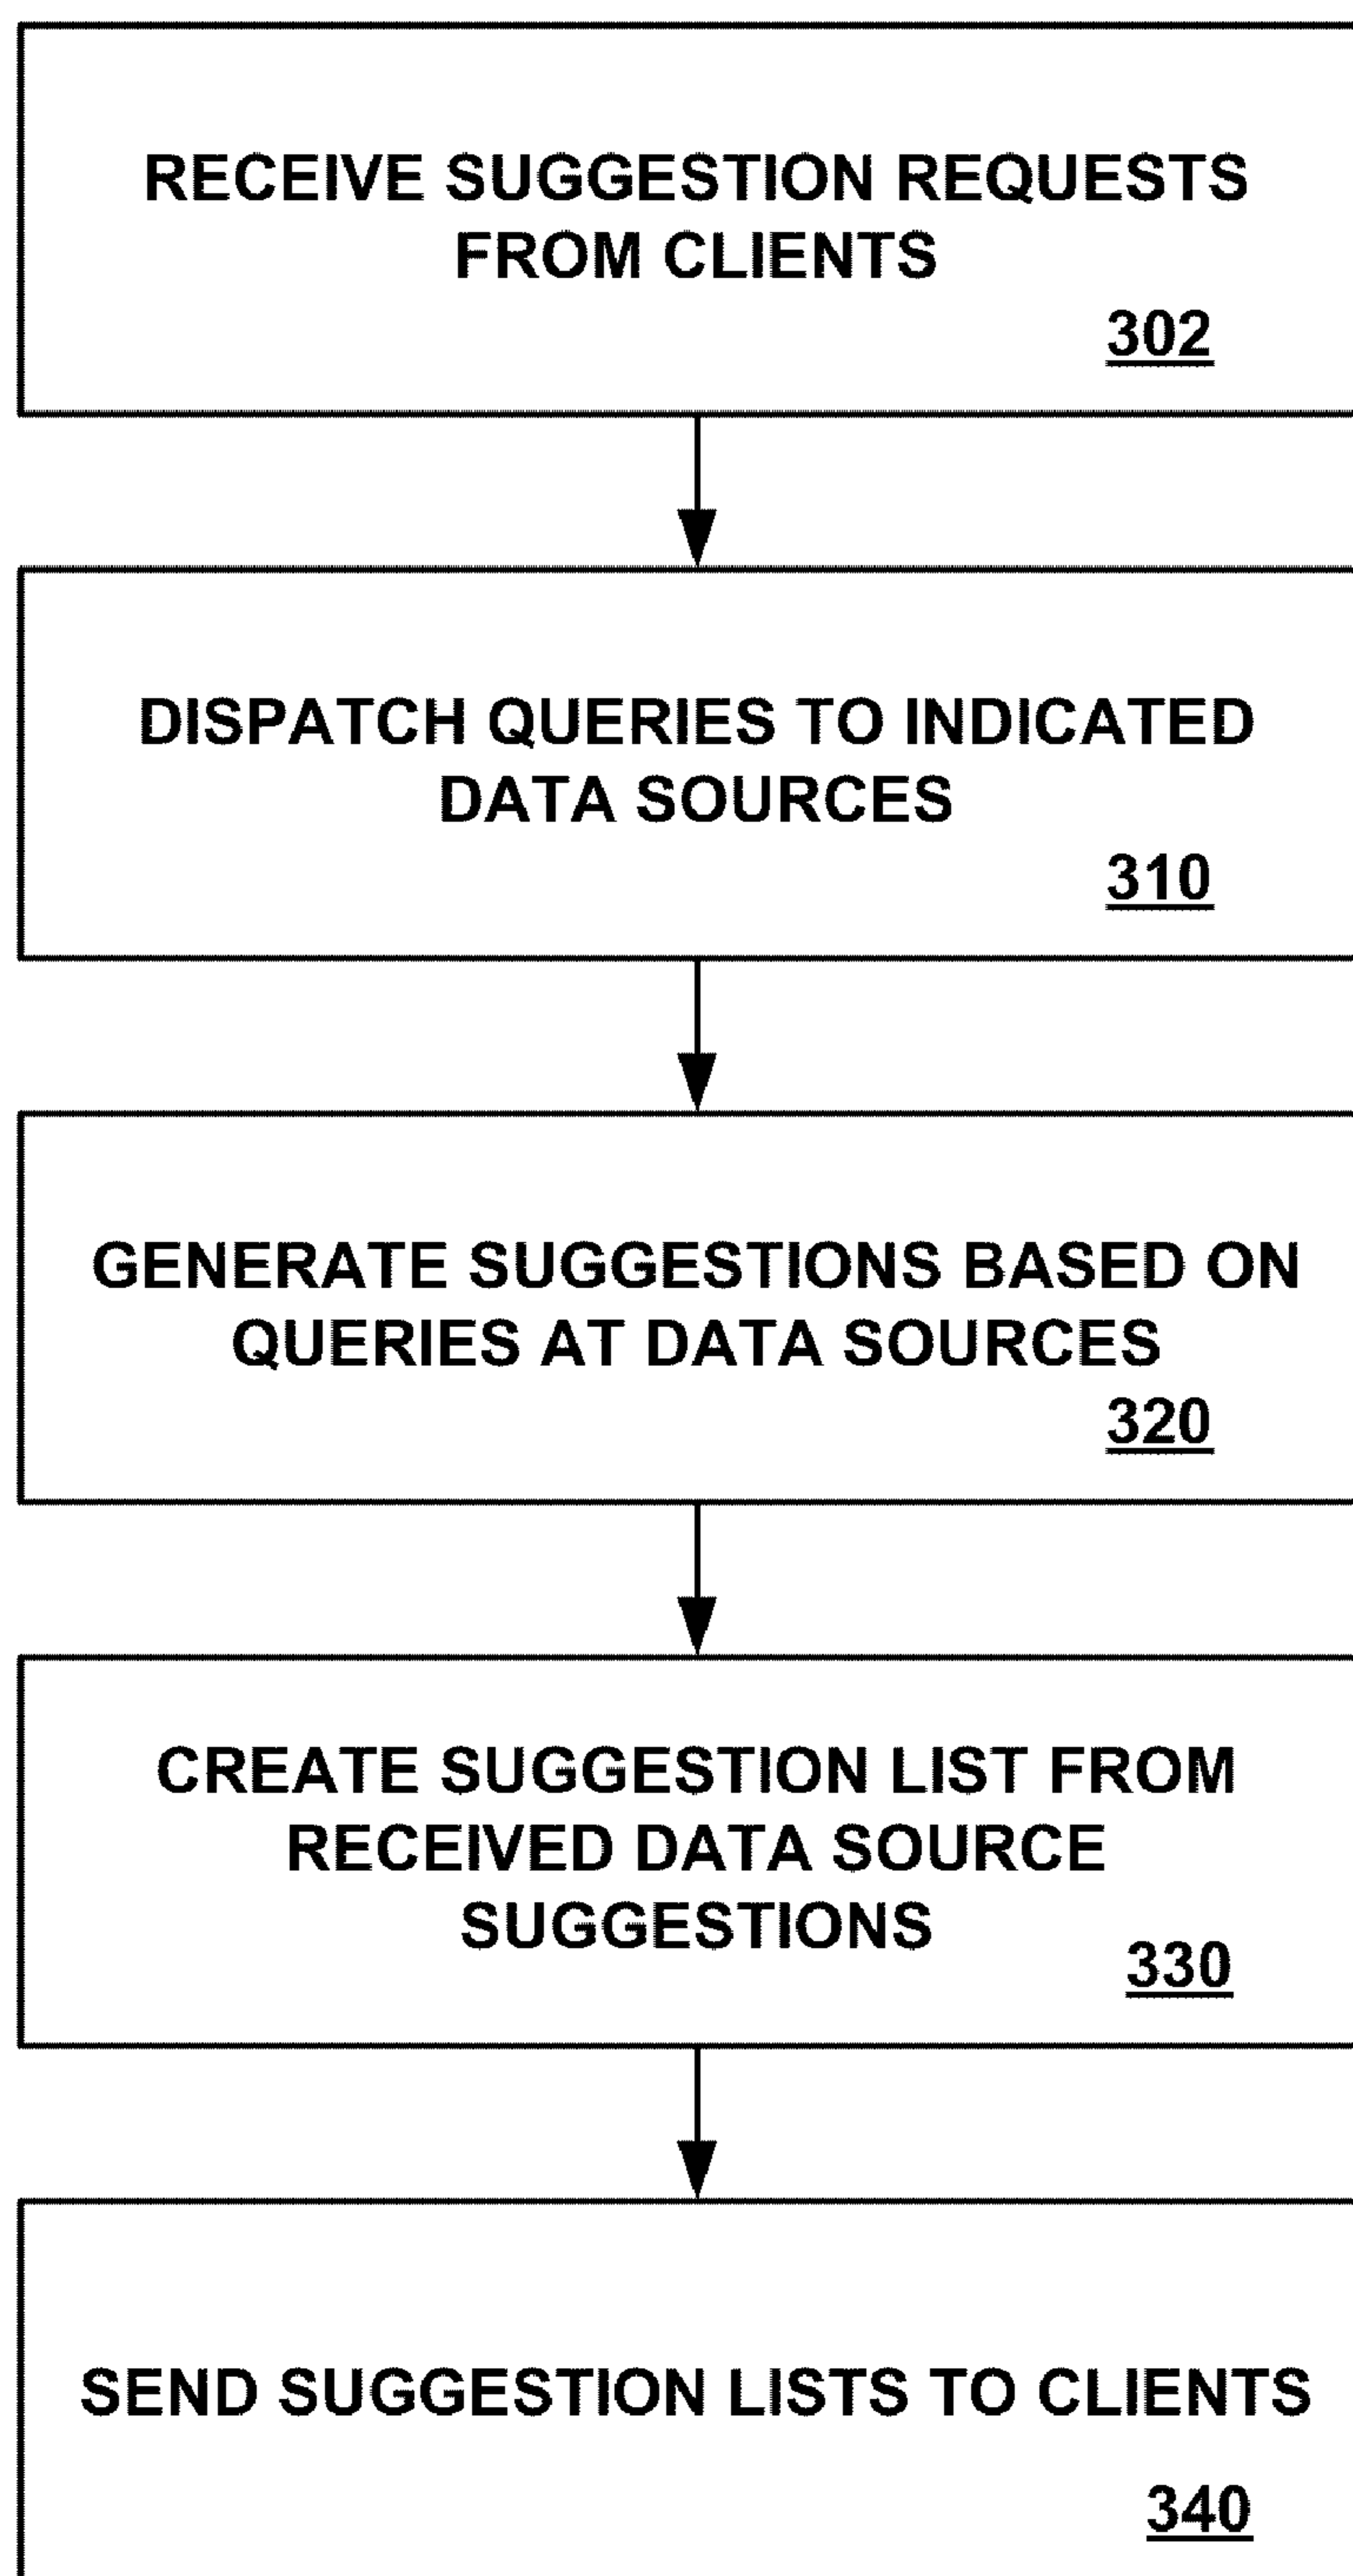 RECEIVE SUGGESTION REQUESTS
FROM CLIENTS
302
DISPATCH QUERIES TO INDICATED
DATA SOURCES
310
GENERATE SUGGESTIONS BASED ON
QUERIES AT DATA SOURCES
320
CREATE SUGGESTION LIST FROM
RECEIVED DATA SOURCE
SUGGESTIONS
330
SEND SUGGESTION LISTS TO CLIENTS
340